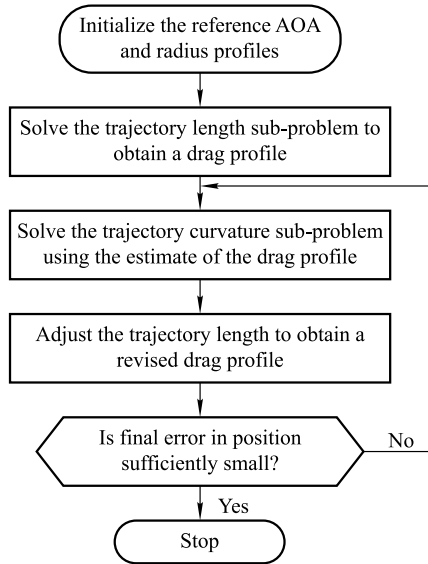 Initialize the reference AOA
and radius profiles
Solve the trajectory length sub-problem to
obtain a drag profile
Solve the trajectory curvature sub-problem
using the estimate of the drag profile
Adjust the trajectory length to obtain a
revised drag profile
Is final error in position
sufficiently small?
No
Yes
Stop